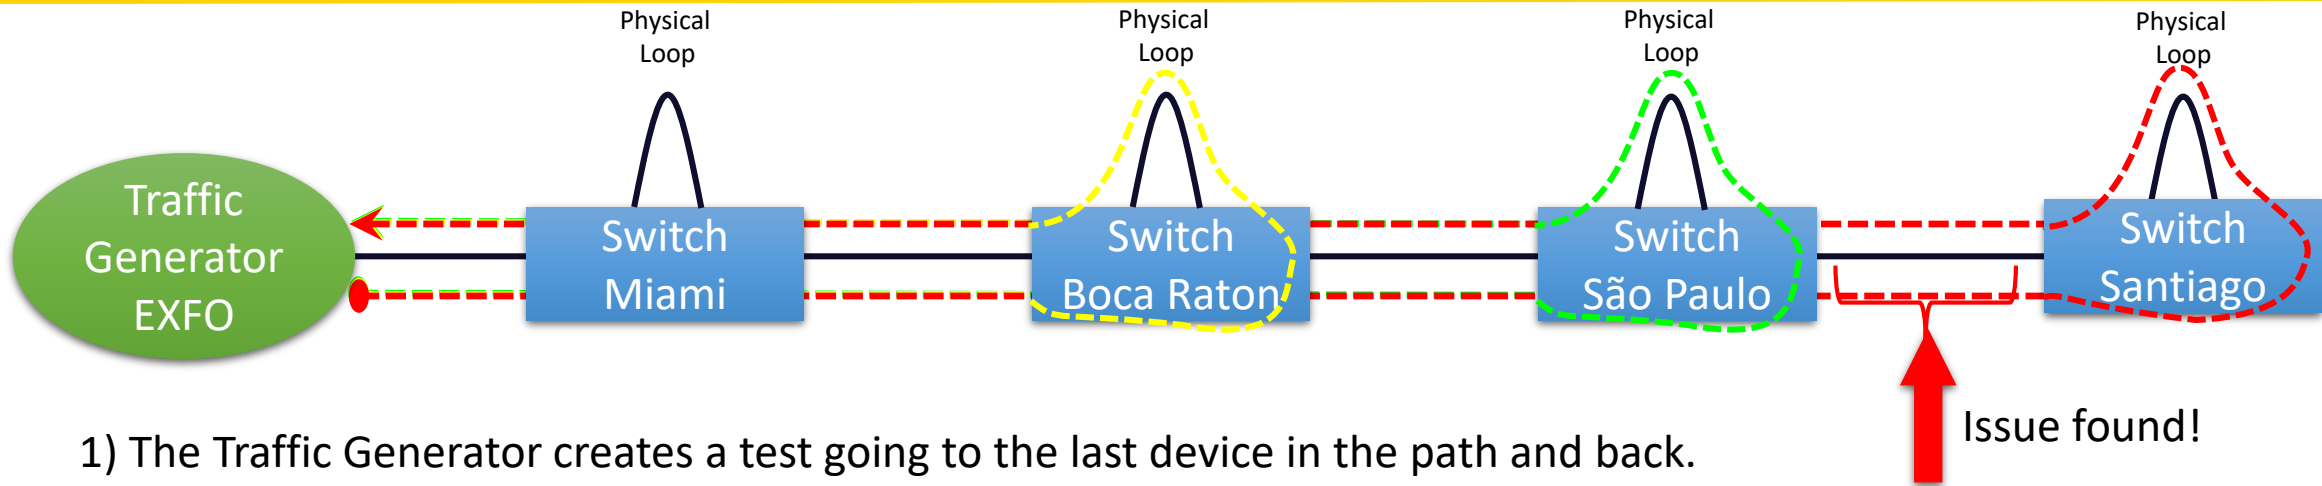 Physical
Loop
Physical
Loop
Physical
Loop
Physical
Loop
Traffic
Generator
EXFO
Switch
Miami
Switch
Boca Raton
Switch
São Paulo
Switch
Santiago
Issue found!
1) The Traffic Generator creates a test going to the last device in the path and back.